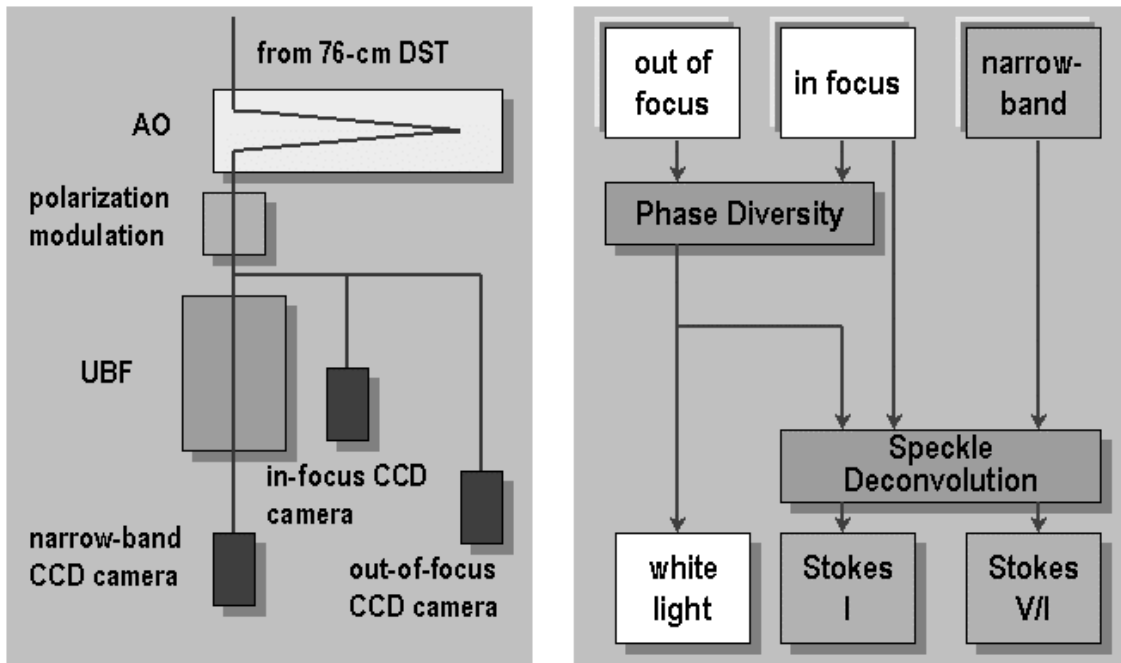 from 76-cm DST
AO
polarization
modulation
UBF
in-focus CCD
camera
narrow-band
CCD camera
out-of-focus
CCD camera
out of
focus
in focus
narrow-
band
Phase Diversity
Speckle
Deconvolution
white
light
Stokes
I
Stokes
V/I